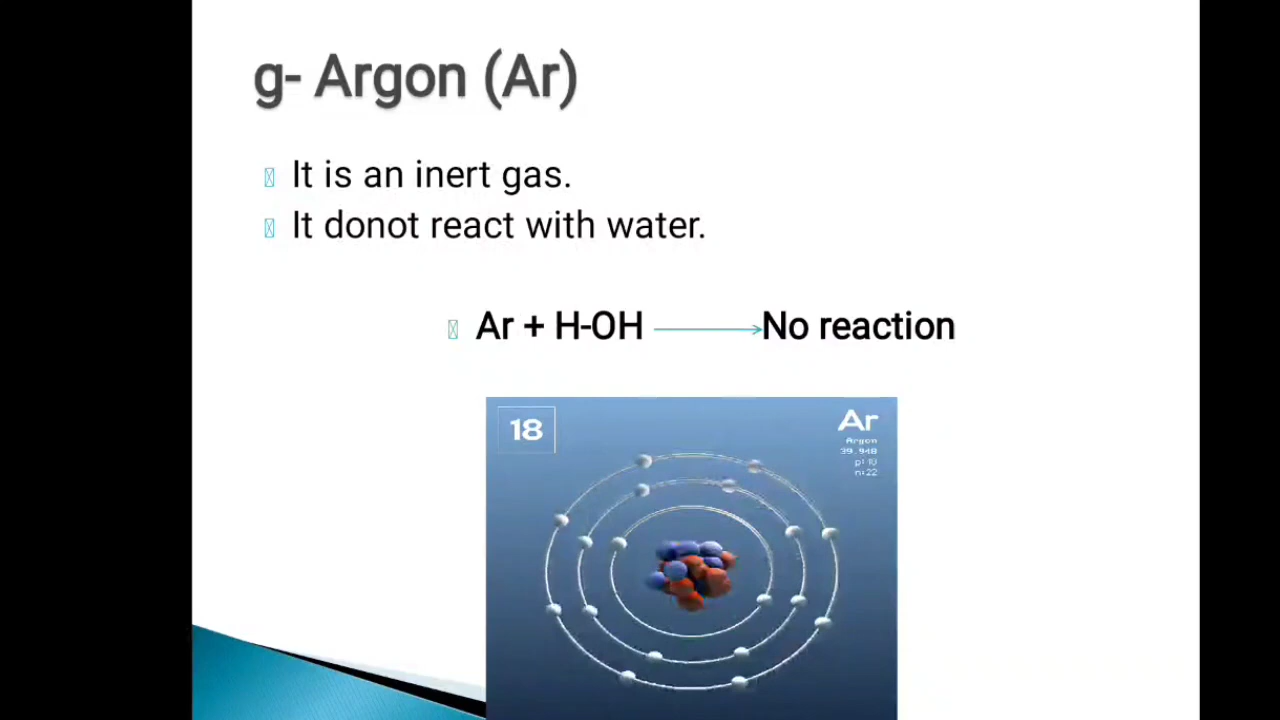 g- Argon (Ar)
It is an inert gas.
It donot react with water.
Ar + H-OH → No reaction
18
Ar
Argon
39.948
n:22